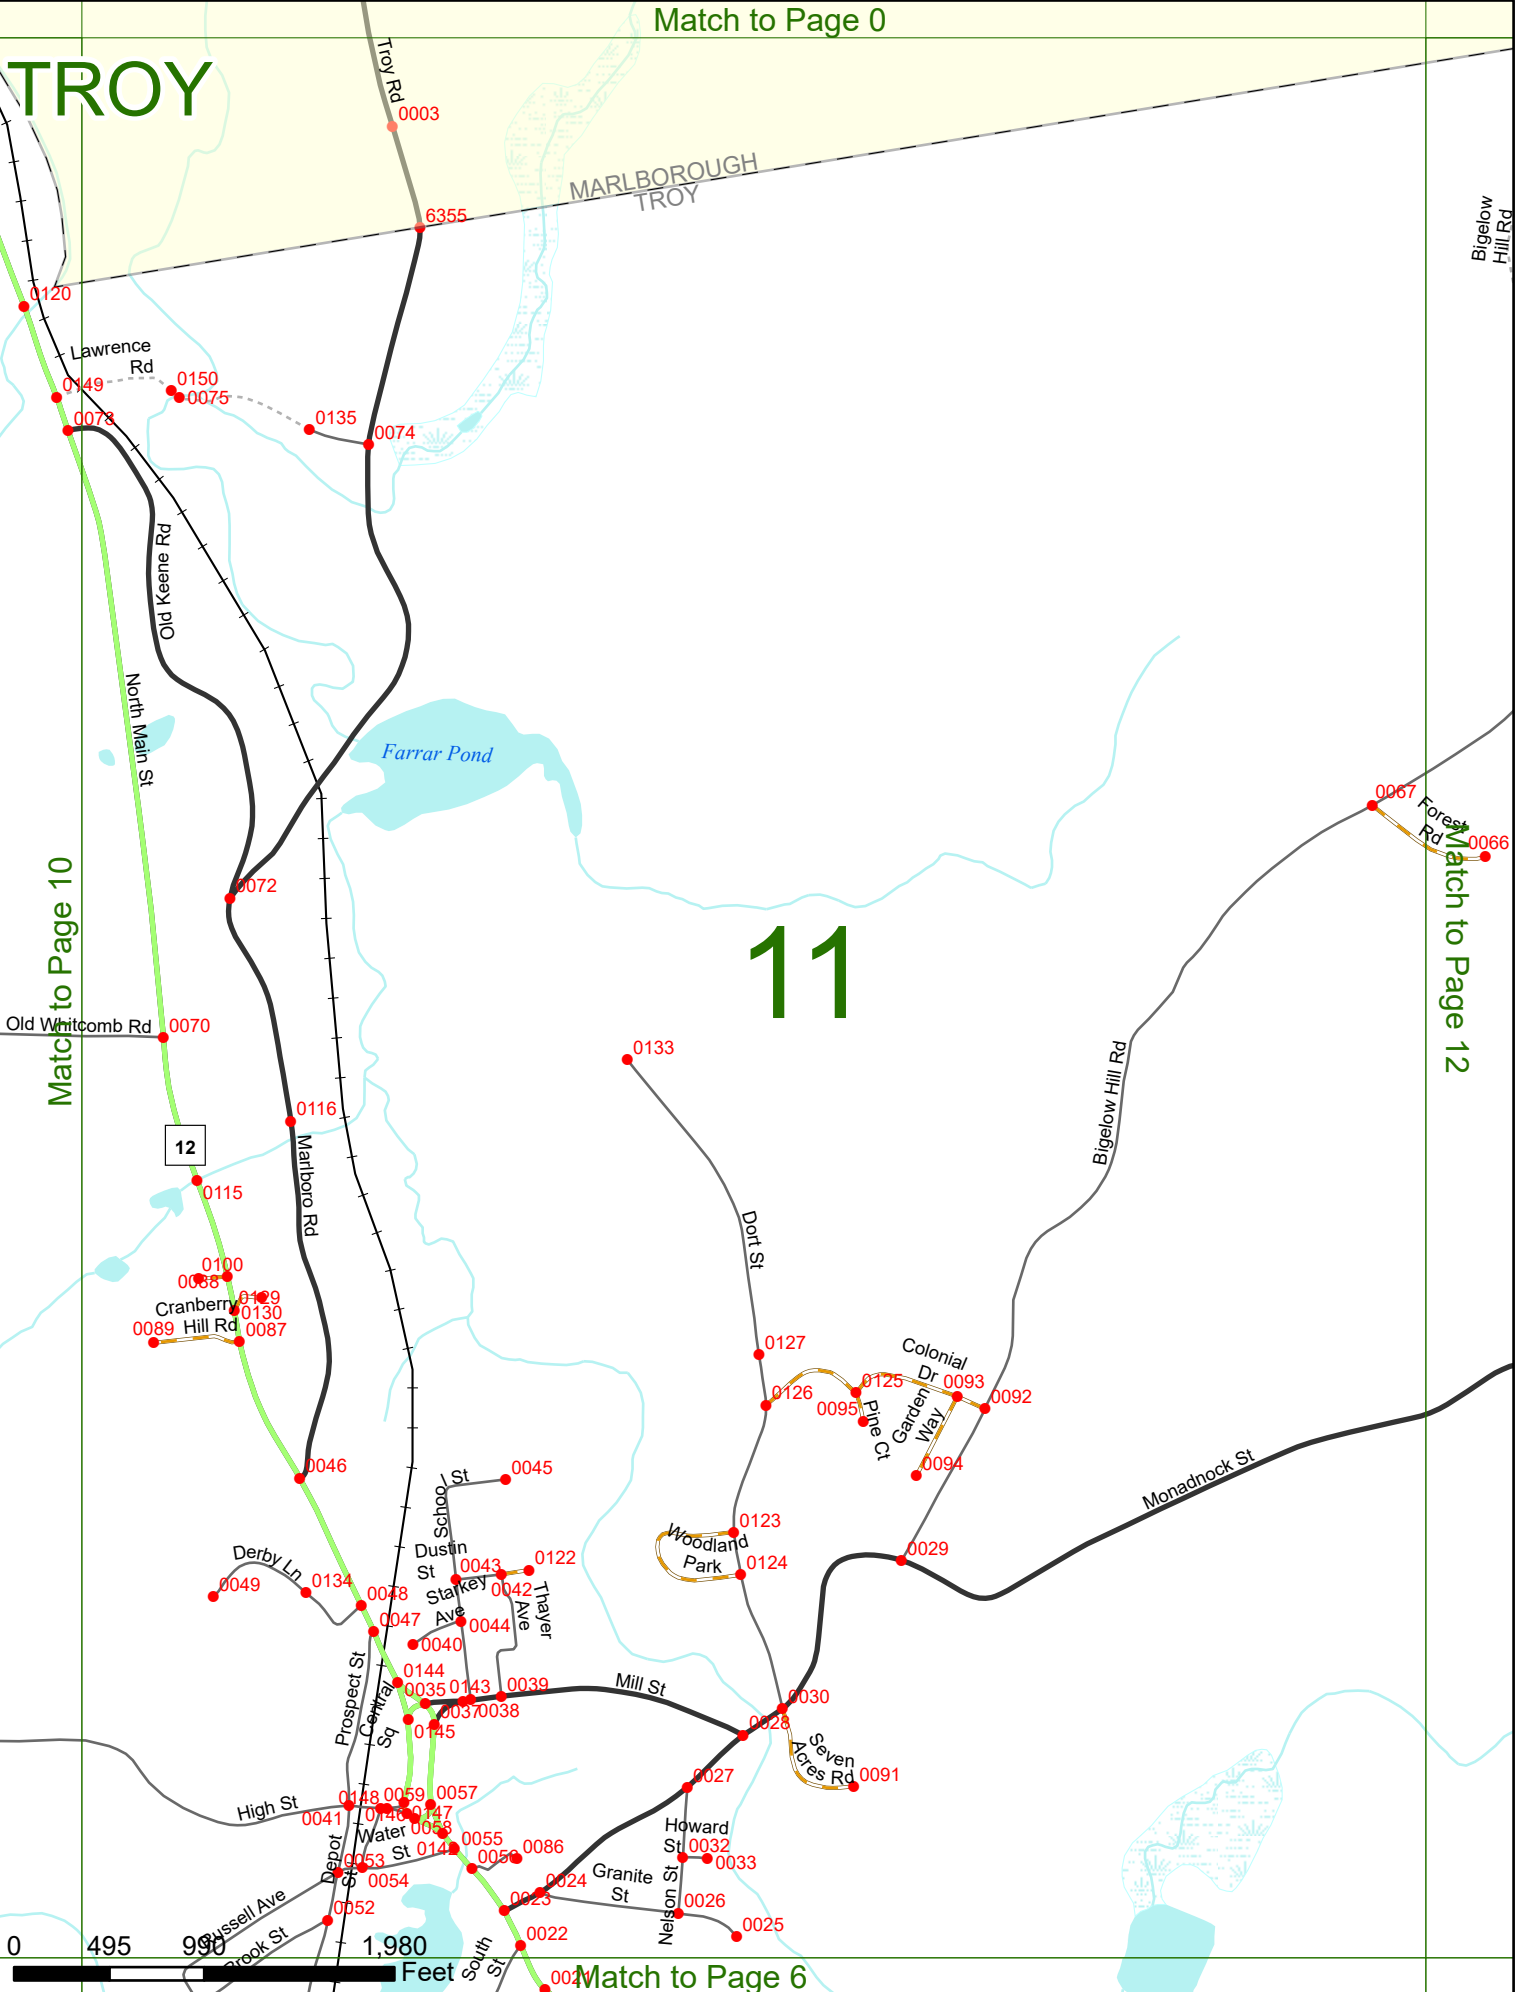 Match to Page 0
TROY
Troy Rd
0003
MARLBOROUGH
TROY
6355
Bigelow
Hill Rd
0120
Lawrence
Rd
0149
0150
0075
0073
0135
0074
Old Keene Rd
North Main St
Farrar Pond
0067
Forest
Rd
0066
Match to Page 10
Match to Page 12
0072
11
Old Whitcomb Rd
0070
0133
Bigelow Hill Rd
0116
12
Marlboro Rd
0115
Dort St
0100
0088
0129
Cranberry
Hill Rd
0130
0089
0087
0127
Colonial
Dr
0126
0125
0093
0092
0095
Pine Ct
Garden
Way
0094
0046
School St
0045
Monadnock St
0123
Woodland
Park
0124
0029
Derby Ln
0049
0134
0048
Dustin
St
0043
0122
0042
Starkey
Ave
Thayer
Ave
0047
0044
0040
Prospect St
0144
Central
Sq
0035
0143
0039
Mill St
0037
0038
0145
0030
0028
Seven
Acres Rd
0091
0027
High St
0148
0041
0059
0057
0146
0147
0058
Water
St
0142
0055
0086
Howard
St
0032
0033
Depot
St
0053
0054
0024
Granite
St
Nelson St
0026
0025
0023
0052
Russell Ave
Brook St
0022
South
St
0021
0
495
990
1,980
Feet
Match to Page 6